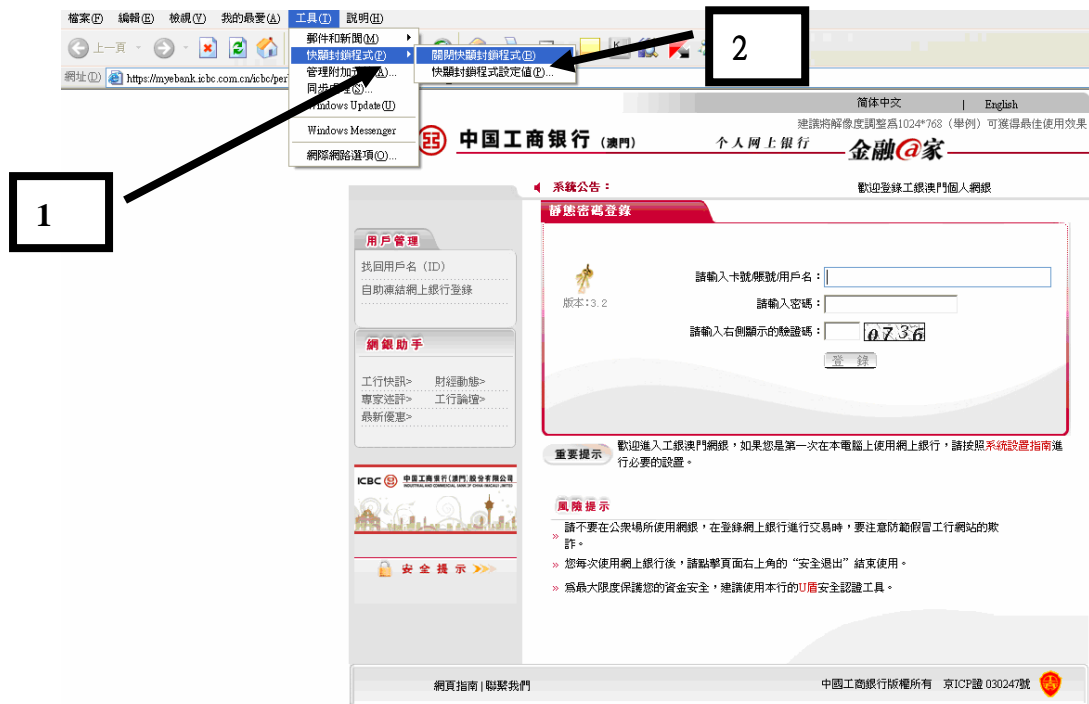 檔案(F) 編輯(E) 檢視(V) 我的最愛(A) 工具(T) 說明(H)
上一頁
網址(D) https://myebank.icbc.com.cn/icbc/per
郵件和新聞(M)
快顯封鎖程式(P)
同步處理(S)...
Windows Update(U)
Windows Messenger
網際網路選項(O)...
關閉快顯封鎖程式(B)
快顯封鎖程式設定值(P)...
1
2
简体中文 | English
建議將解像度調整爲1024*768（舉例）可獲得最佳使用效果
中国工商银行 (澳門)
个人网上银行
金融@家
系統公告：
歡迎登錄工銀澳門個人網銀
用戶管理
找回用戶名（ID）
自助凍結網上銀行登錄
網銀助手
工行快訊> 財經動態>
專家述評> 工行論壇>
最新優惠>
ICBC 中国工商银行(澳門)股份有限公司
INDUSTRIAL AND COMMERCIAL BANK OF CHINA (MACAU) LIMITED
安全提示
靜態密碼登錄
版本:3.2
請輸入卡號/賬號/用戶名：
請輸入密碼：
請輸入右側顯示的驗證碼：
0736
登 錄
重要提示
歡迎進入工銀澳門網銀，如果您是第一次在本電腦上使用網上銀行，請按照系統設置指南進
行必要的設置。
風險提示
» 請不要在公衆場所使用網銀，在登錄網上銀行進行交易時，要注意防範假冒工行網站的欺
詐。
» 您每次使用網上銀行後，請點擊頁面右上角的“安全退出”結束使用。
» 爲最大限度保護您的資金安全，建議使用本行的U盾安全認證工具。
網頁指南 | 聯繫我們
中國工商銀行版權所有 京ICP證 030247號